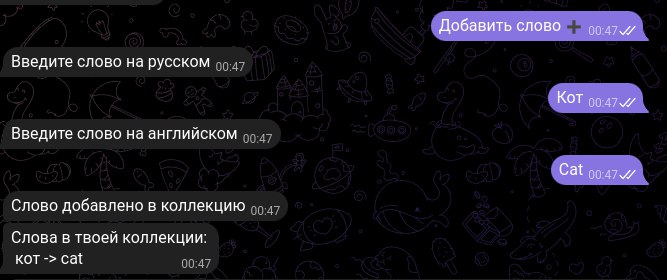 Добавить слово ➕ 00:47
Введите слово на русском 00:47
Кот 00:47
Введите слово на английском 00:47
Cat 00:47
Слово добавлено в коллекцию 00:47
Слова в твоей коллекции:
кот -> cat 00:47